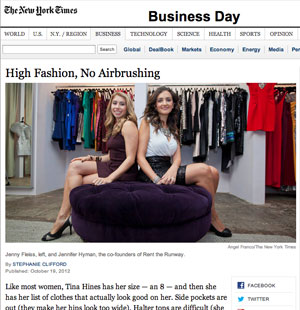 The New York Times
Business Day
WORLD U.S. N.Y. / REGION BUSINESS TECHNOLOGY SCIENCE HEALTH SPORTS OPINION
Search Global DealBook Markets Economy Energy Media
High Fashion, No Airbrushing
Angel Franco/The New York Times
Jenny Fleiss, left, and Jennifer Hyman, the co-founders of Rent the Runway.
By STEPHANIE CLIFFORD
Published: October 19, 2012
Like most women, Tina Hines has her size — an 8 — and then she
has her list of clothes that actually look good on her. Side pockets are
out (they make her hips look too wide). Halter tops are difficult (she
FACEBOOK
TWITTER